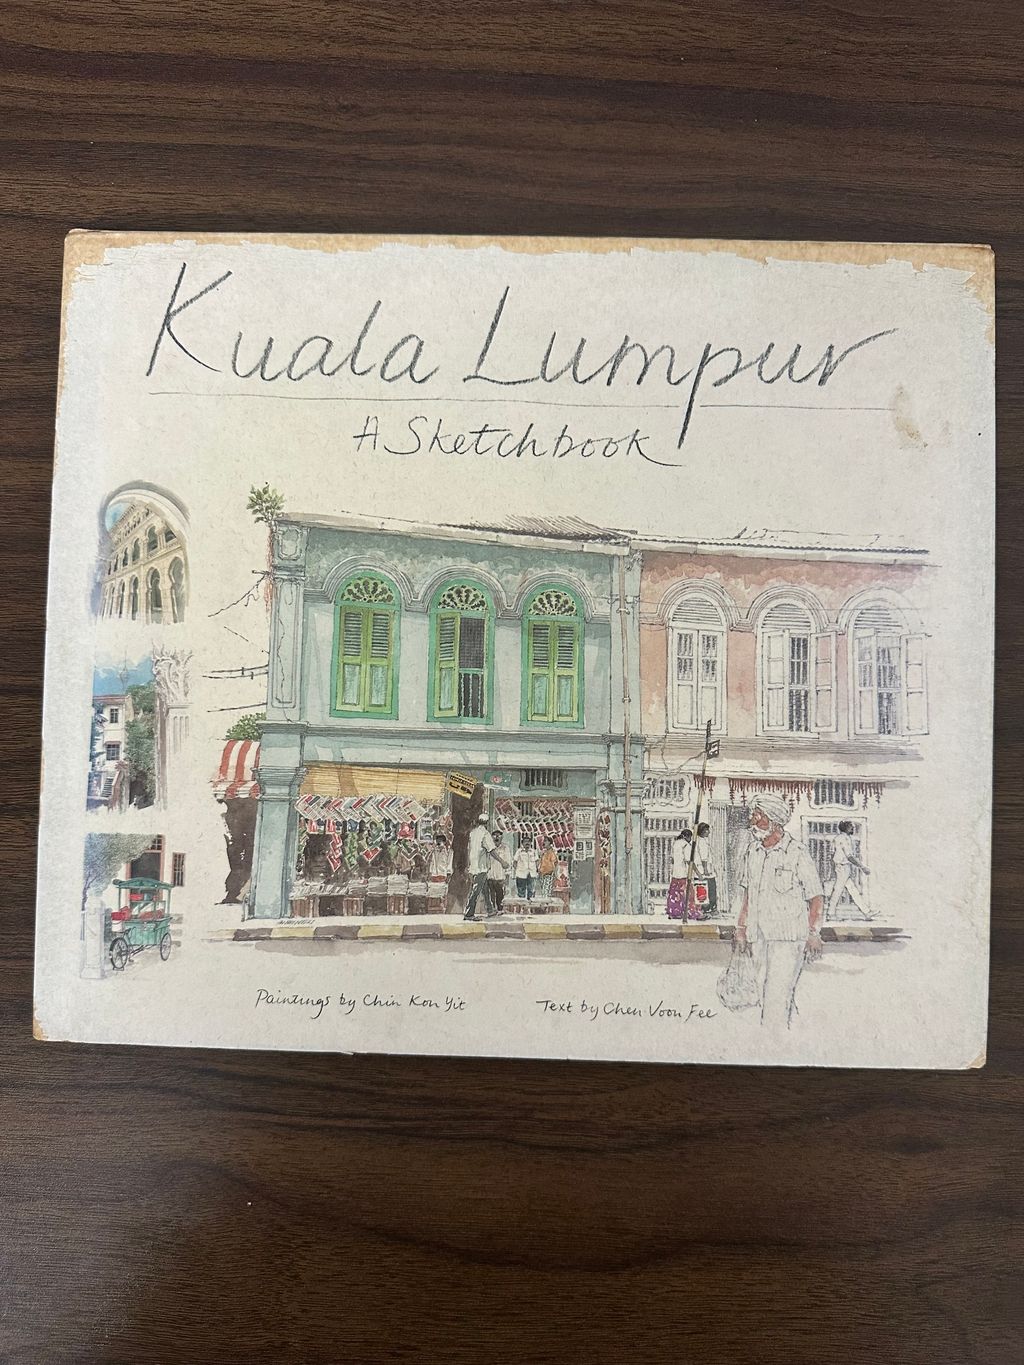 Kuala Lumpur
A Sketchbook
Paintings by Chin Kon Yit
Text by Chen Voon Fee